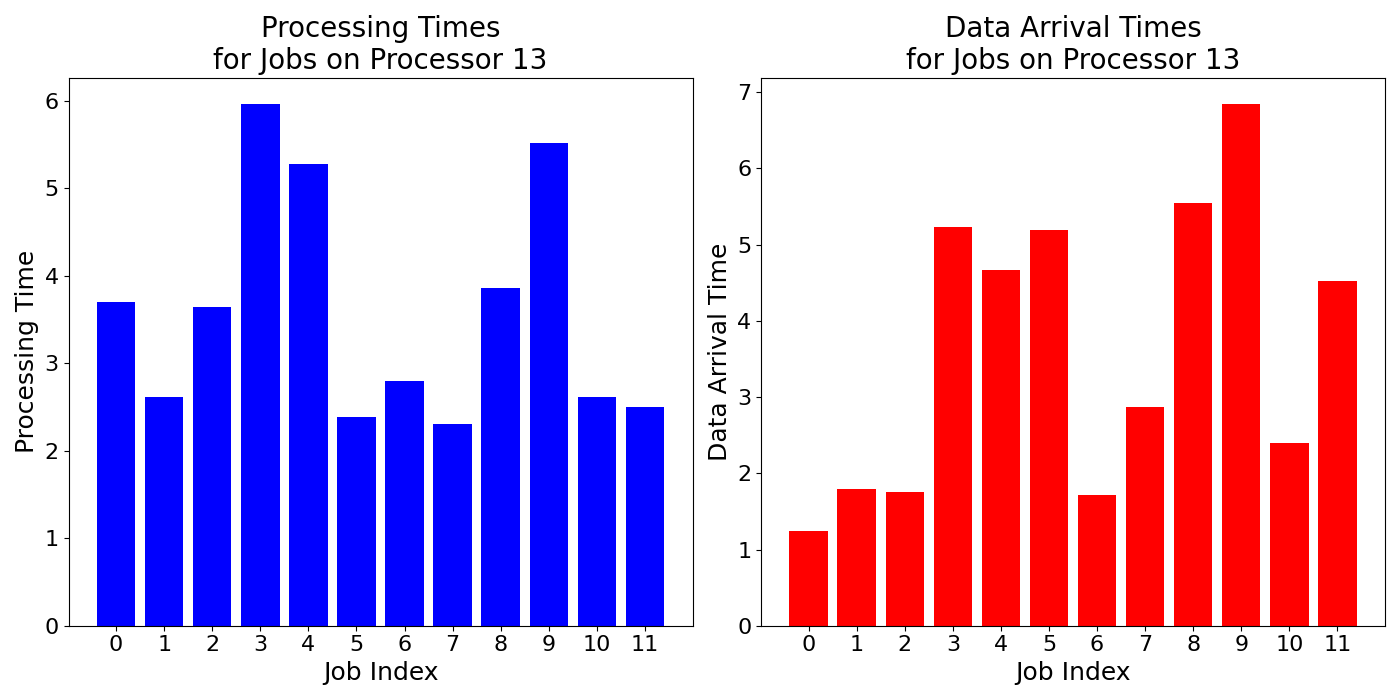 Processing Times
for Jobs on Processor 13
Processing Time
6
5
4
3
2
1
0
0 1 2 3 4 5 6 7 8 9 10 11
Job Index
Data Arrival Times
for Jobs on Processor 13
Data Arrival Time
7
6
5
4
3
2
1
0
0 1 2 3 4 5 6 7 8 9 10 11
Job Index